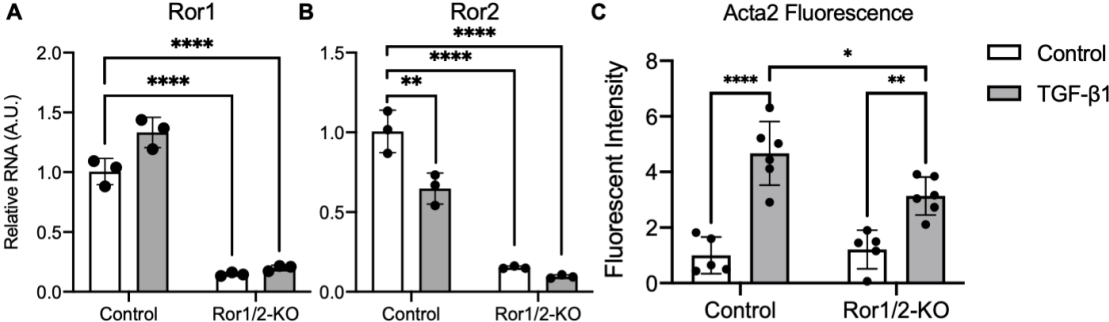 A
Ror1
Relative RNA (A.U.)
2.0
1.5
1.0
0.5
0.0
****
****
Control
Ror1/2-KO
B
Ror2
1.5
1.0
0.5
0.0
****
****
**
Control
Ror1/2-KO
C
Acta2 Fluorescence
Fluorescent Intensity
8
6
4
2
0
*
****
**
Control
Ror1/2-KO
Control
TGF-β1